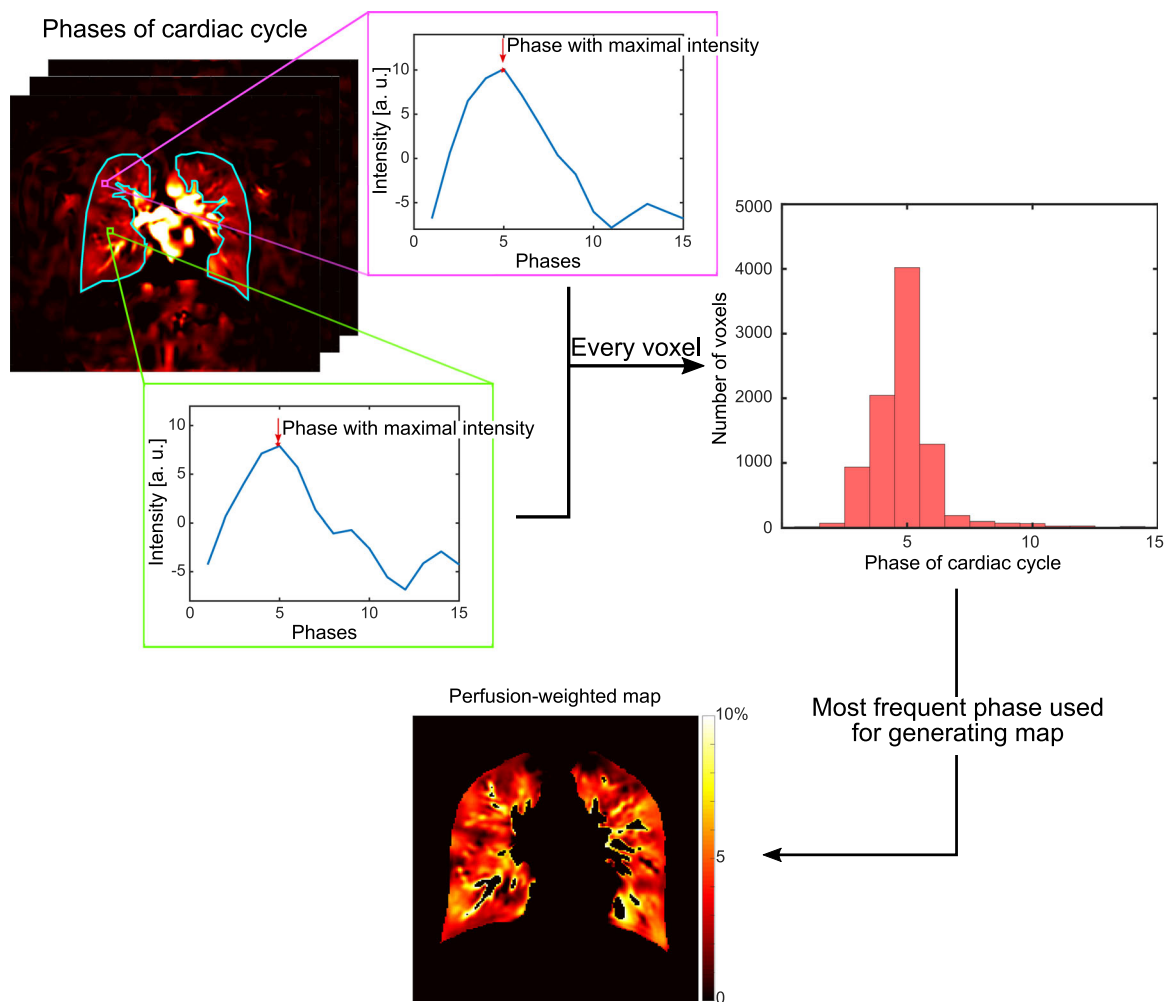 Phases of cardiac cycle
Phase with maximal intensity
Intensity [a. u.]
10
5
0
-5
0 5 10 15
Phases
Phase with maximal intensity
Intensity [a. u.]
10
5
0
-5
0 5 10 15
Phases
Every voxel
Number of voxels
5000
4000
3000
2000
1000
0
5 10 15
Phase of cardiac cycle
Most frequent phase used
for generating map
Perfusion-weighted map
10%
5
0